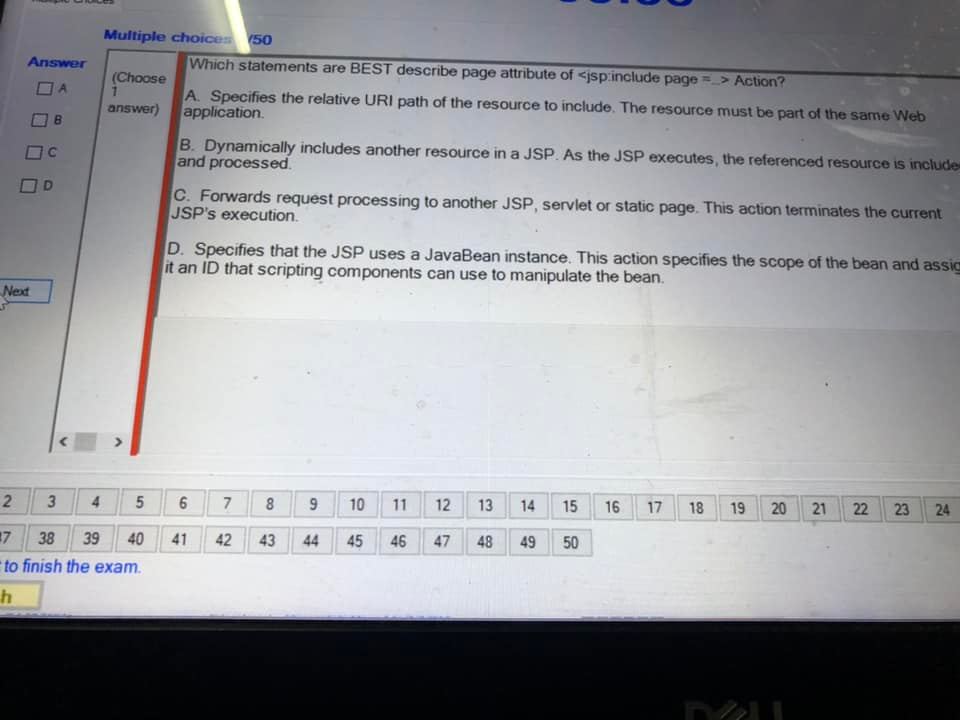 Multiple choices /50
Answer
A
B
C
D
(Choose
1
answer)
Which statements are BEST describe page attribute of <jsp:include page =...> Action?
A. Specifies the relative URI path of the resource to include. The resource must be part of the same Web
application.
B. Dynamically includes another resource in a JSP. As the JSP executes, the referenced resource is include
and processed.
C. Forwards request processing to another JSP, servlet or static page. This action terminates the current
JSP's execution.
D. Specifies that the JSP uses a JavaBean instance. This action specifies the scope of the bean and assig
it an ID that scripting components can use to manipulate the bean.
Next
2 3 4 5 6 7 8 9 10 11 12 13 14 15 16 17 18 19 20 21 22 23 24
37 38 39 40 41 42 43 44 45 46 47 48 49 50
to finish the exam.
h
DELL